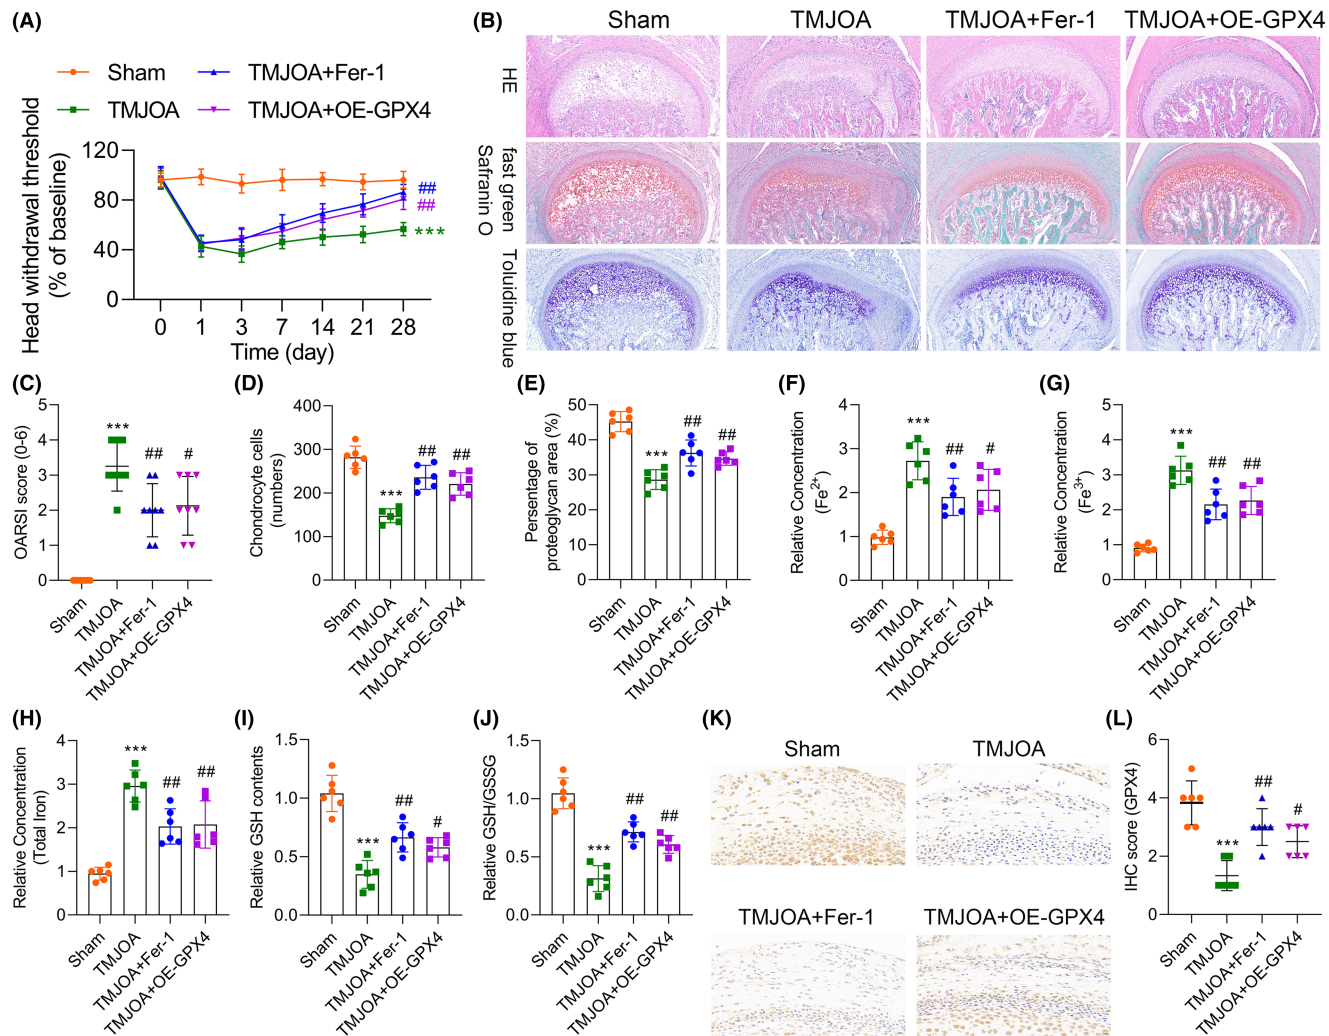 (A)
Sham
TMJOA+Fer-1
TMJOA
TMJOA+OE-GPX4
Head withdrawal threshold
(% of baseline)
120
80
40
0
##
##
***
0 1 3 7 14 21 28
Time (day)
(B)
Sham TMJOA TMJOA+Fer-1 TMJOA+OE-GPX4
HE
fast green
Safranin O
Toluidine blue
(C)
OARSI score (0-6)
5
4
3
2
1
0
***
##
#
Sham
TMJOA
TMJOA+Fer-1
TMJOA+OE-GPX4
(D)
Chondrocyte cells
(numbers)
400
300
200
100
0
***
##
##
Sham
TMJOA
TMJOA+Fer-1
TMJOA+OE-GPX4
(E)
Persentage of
proteoglycan area (%)
50
40
30
20
10
0
***
##
##
Sham
TMJOA
TMJOA+Fer-1
TMJOA+OE-GPX4
(F)
Relative Concentration
(Fe2+)
4
3
2
1
0
***
##
#
Sham
TMJOA
TMJOA+Fer-1
TMJOA+OE-GPX4
(G)
Relative Concentration
(Fe3+)
5
4
3
2
1
0
***
##
##
Sham
TMJOA
TMJOA+Fer-1
TMJOA+OE-GPX4
(H)
Relative Concentration
(Total Iron)
4
3
2
1
0
***
##
##
Sham
TMJOA
TMJOA+Fer-1
TMJOA+OE-GPX4
(I)
Relative GSH contents
1.5
1.0
0.5
0.0
***
##
#
Sham
TMJOA
TMJOA+Fer-1
TMJOA+OE-GPX4
(J)
Relative GSH/GSSG
1.5
1.0
0.5
0.0
***
##
##
Sham
TMJOA
TMJOA+Fer-1
TMJOA+OE-GPX4
(K)
Sham TMJOA
TMJOA+Fer-1 TMJOA+OE-GPX4
(L)
IHC score (GPX4)
6
4
2
0
***
##
#
Sham
TMJOA
TMJOA+Fer-1
TMJOA+OE-GPX4